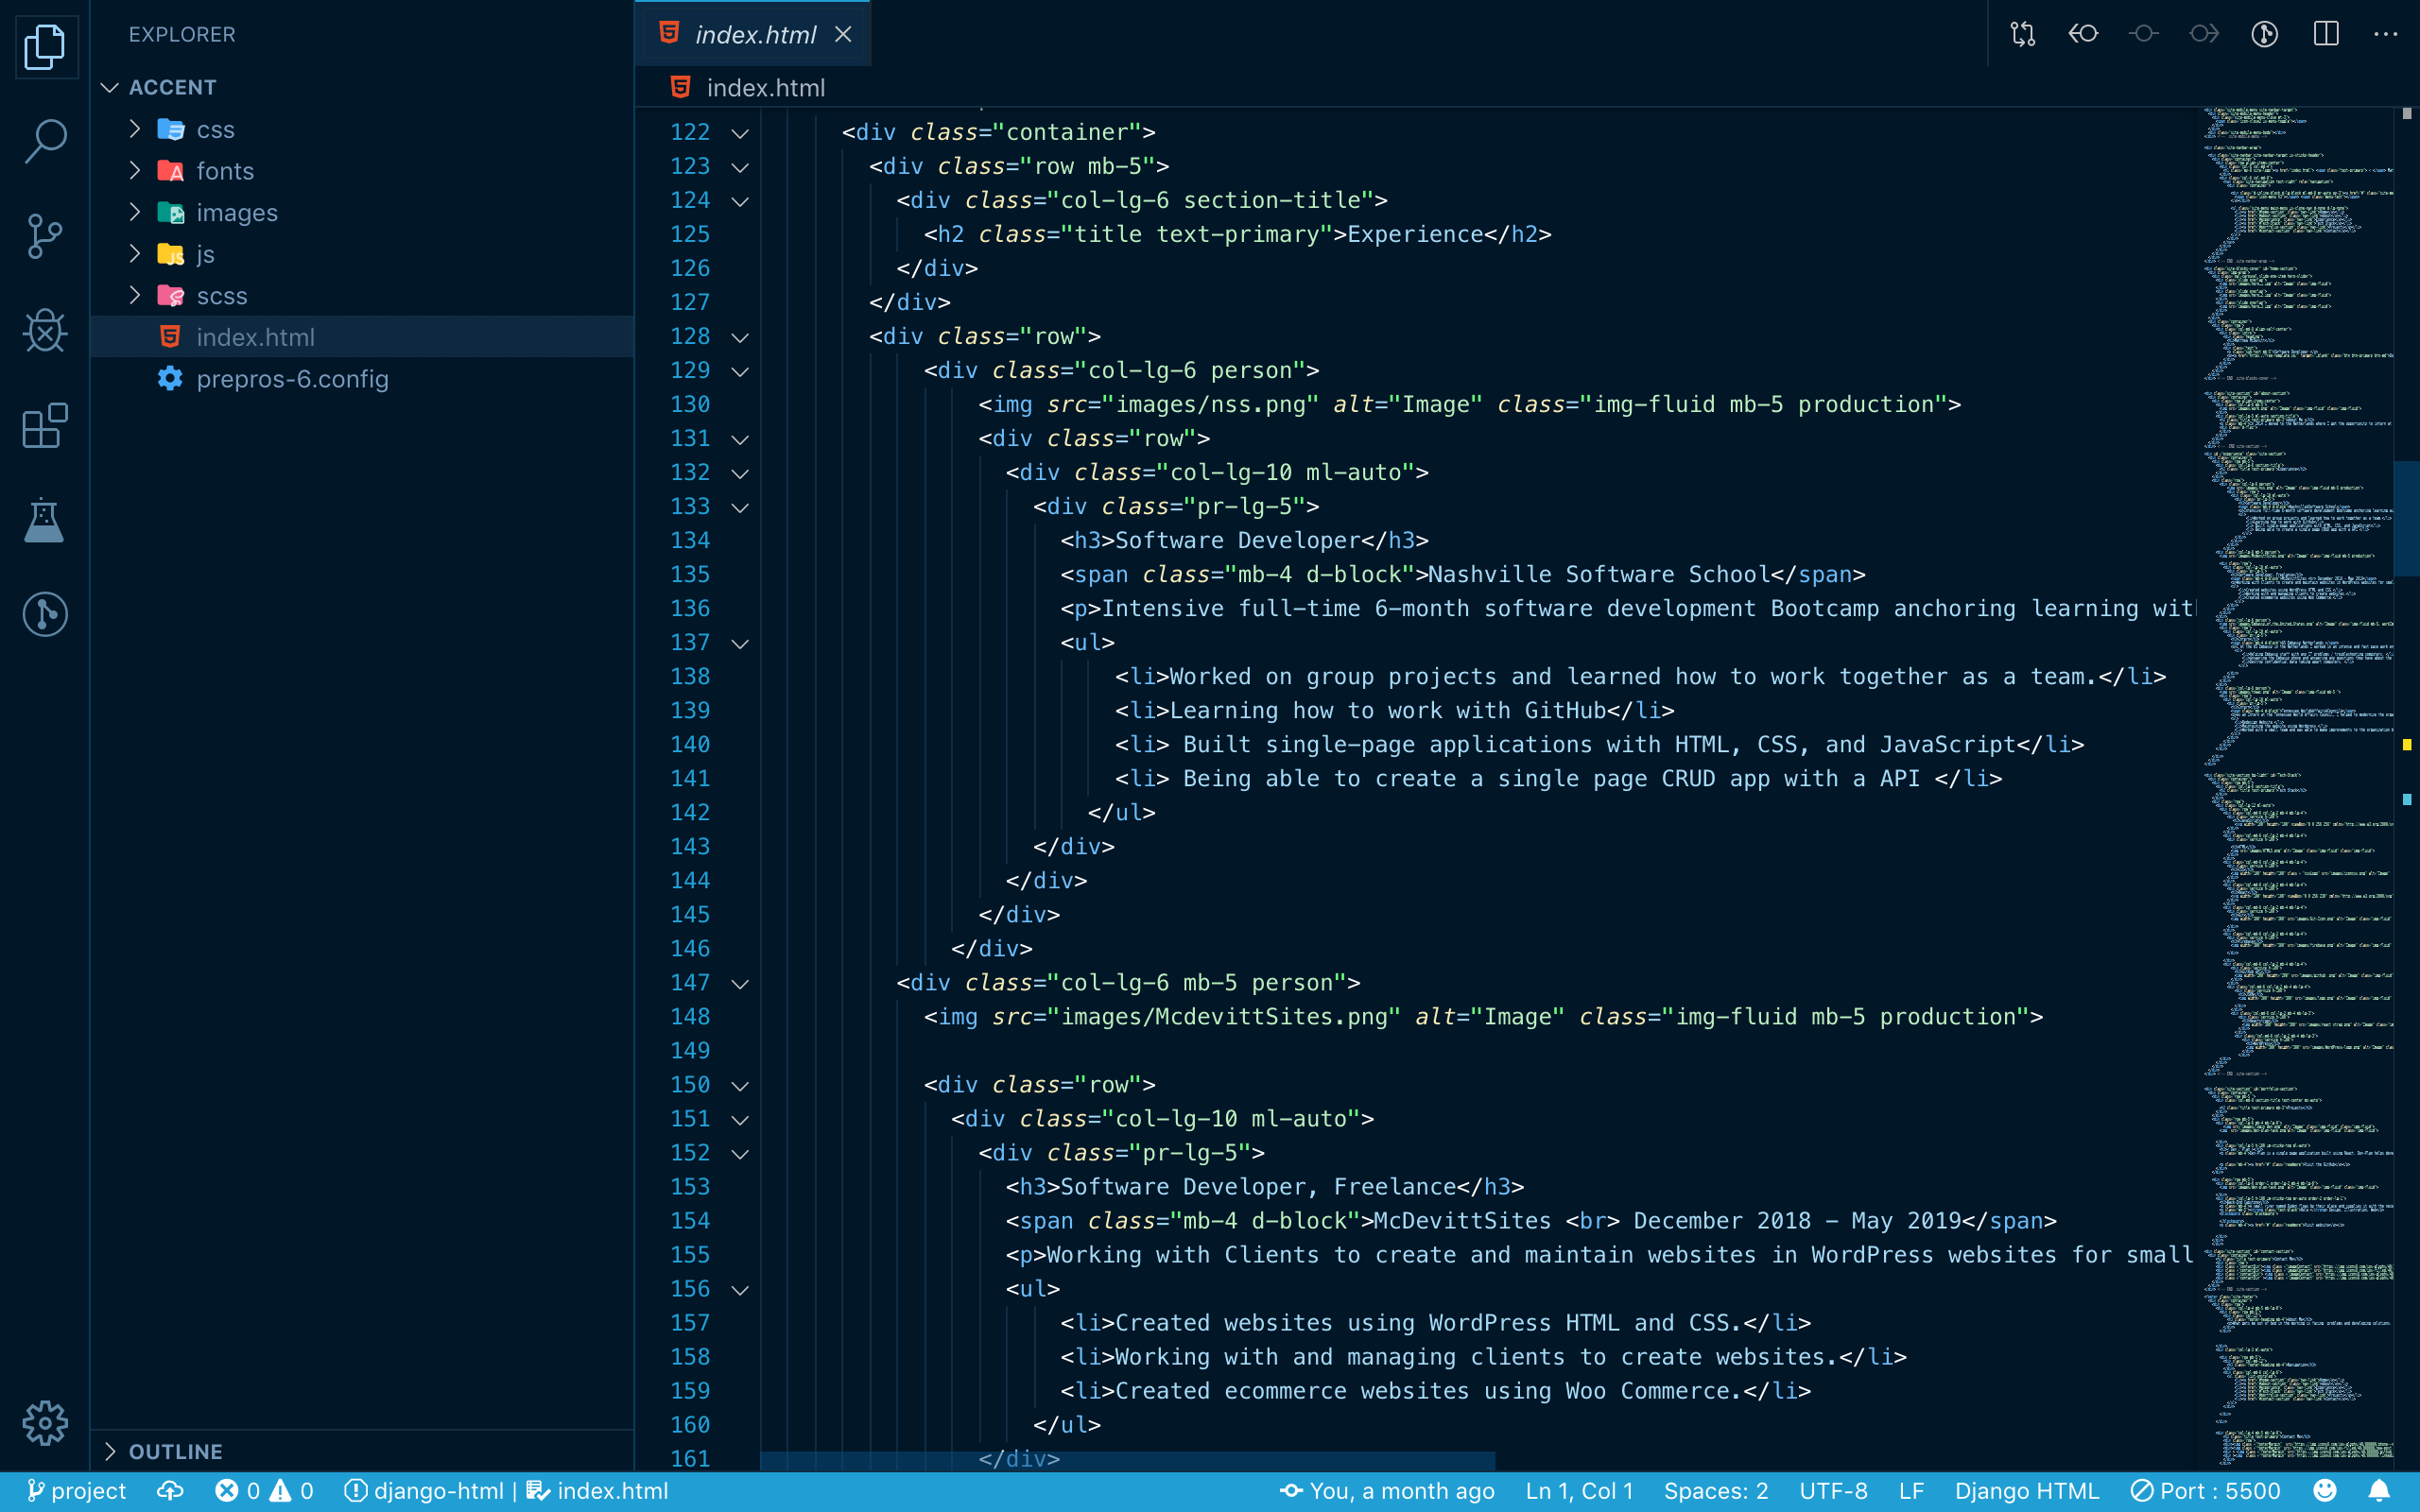 EXPLORER
ACCENT
css
fonts
images
js
scss
index.html
prepros-6.config
OUTLINE
index.html
index.html
122 <div class="container">
123 <div class="row mb-5">
124 <div class="col-lg-6 section-title">
125 <h2 class="title text-primary">Experience</h2>
126 </div>
127 </div>
128 <div class="row">
129 <div class="col-lg-6 person">
130 <img src="images/nss.png" alt="Image" class="img-fluid mb-5 production">
131 <div class="row">
132 <div class="col-lg-10 ml-auto">
133 <div class="pr-lg-5">
134 <h3>Software Developer</h3>
135 <span class="mb-4 d-block">Nashville Software School</span>
136 <p>Intensive full-time 6-month software development Bootcamp anchoring learning wit
137 <ul>
138 <li>Worked on group projects and learned how to work together as a team.</li>
139 <li>Learning how to work with GitHub</li>
140 <li> Built single-page applications with HTML, CSS, and JavaScript</li>
141 <li> Being able to create a single page CRUD app with a API </li>
142 </ul>
143 </div>
144 </div>
145 </div>
146 </div>
147 <div class="col-lg-6 mb-5 person">
148 <img src="images/McdevittSites.png" alt="Image" class="img-fluid mb-5 production">
149
150 <div class="row">
151 <div class="col-lg-10 ml-auto">
152 <div class="pr-lg-5">
153 <h3>Software Developer, Freelance</h3>
154 <span class="mb-4 d-block">McDevittSites <br> December 2018 - May 2019</span>
155 <p>Working with Clients to create and maintain websites in WordPress websites for small
156 <ul>
157 <li>Created websites using WordPress HTML and CSS.</li>
158 <li>Working with and managing clients to create websites.</li>
159 <li>Created ecommerce websites using Woo Commerce.</li>
160 </ul>
161 </div>
project 0 0 django-html | index.html You, a month ago Ln 1, Col 1 Spaces: 2 UTF-8 LF Django HTML Port : 5500